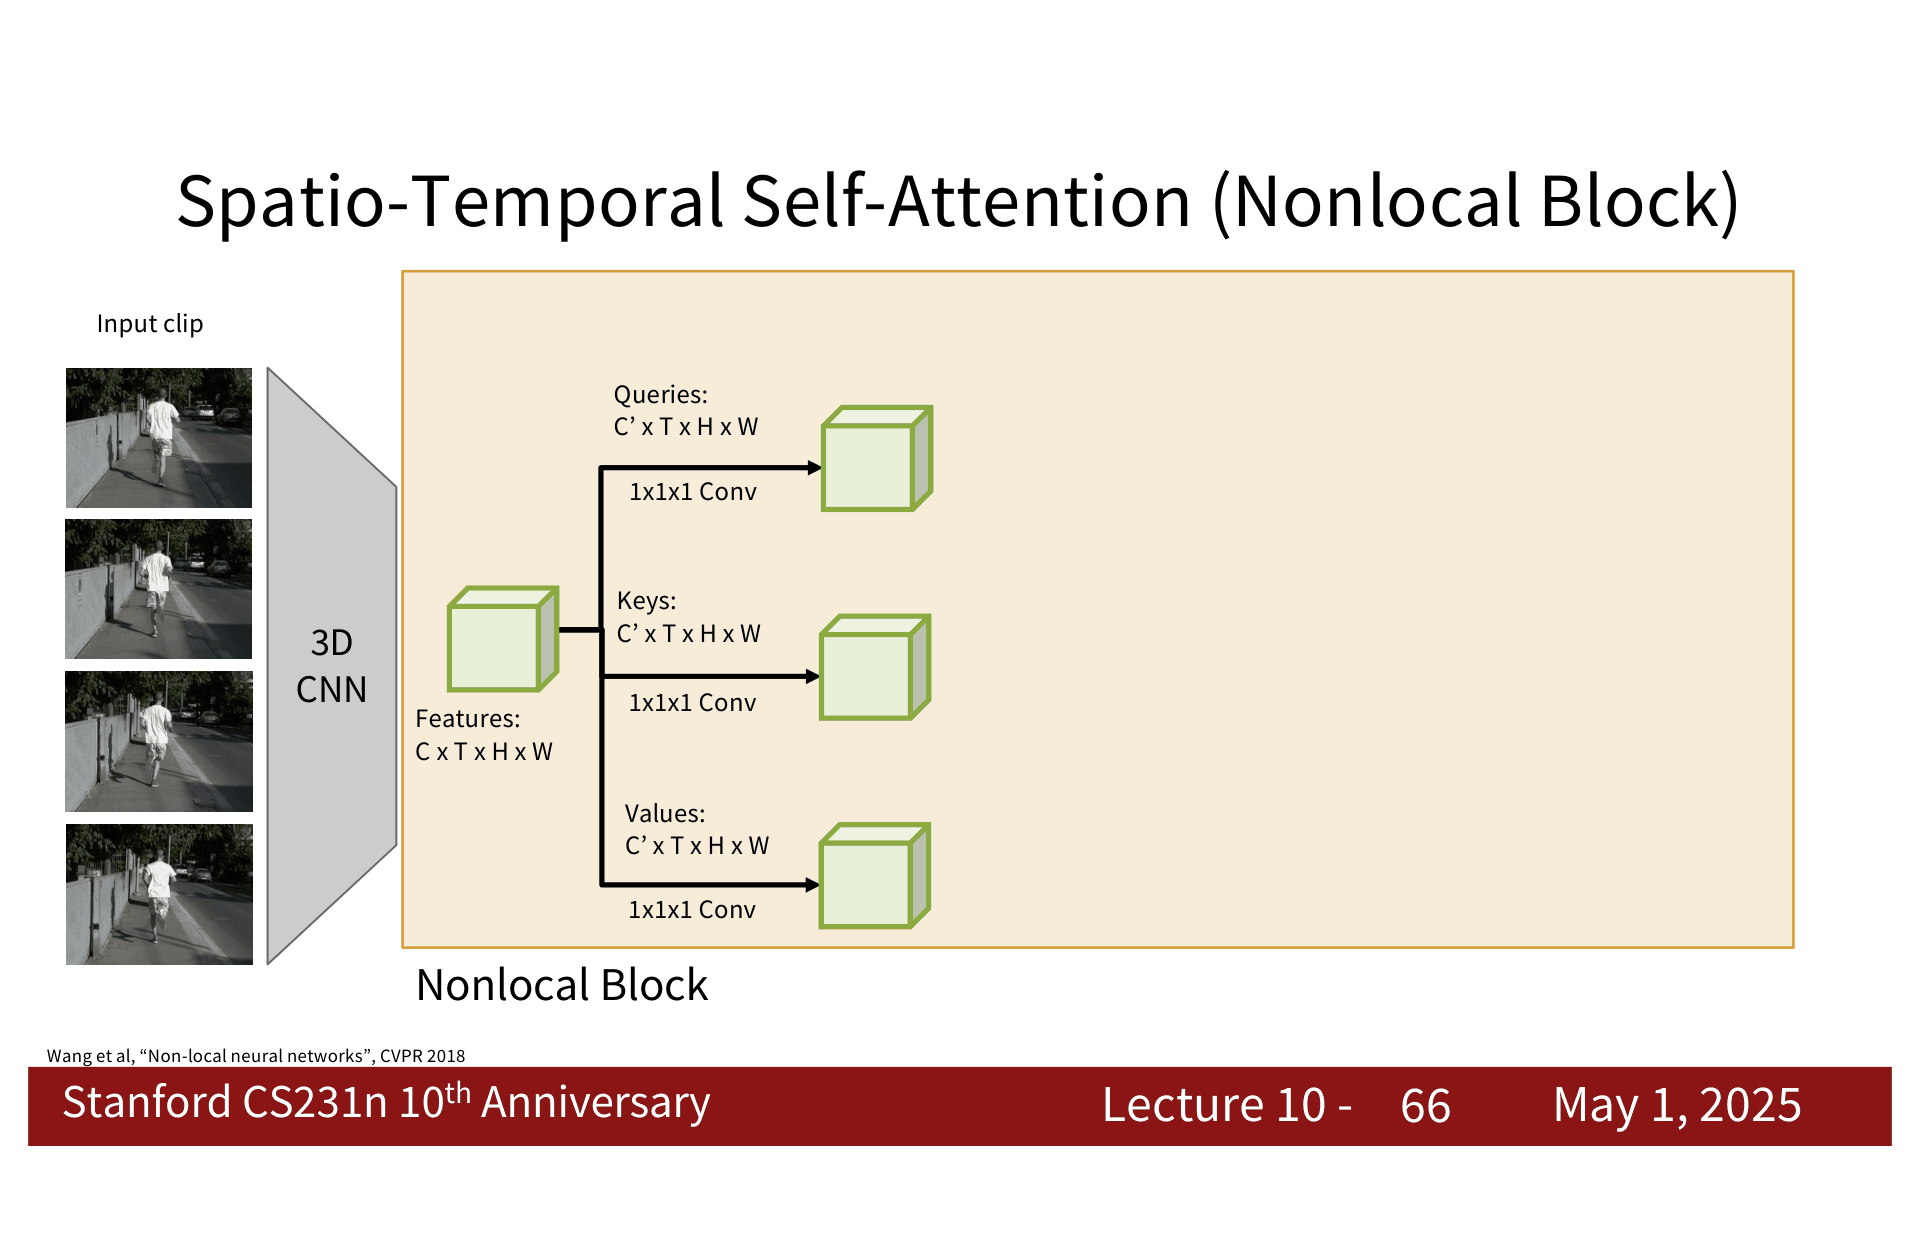 Spatio-Temporal Self-Attention (Nonlocal Block)
Input clip
3D
CNN
Features:
C x T x H x W
Queries:
C’ x T x H x W
1x1x1 Conv
Keys:
C’ x T x H x W
1x1x1 Conv
Values:
C’ x T x H x W
1x1x1 Conv
Nonlocal Block
Wang et al, “Non-local neural networks”, CVPR 2018
Stanford CS231n 10th Anniversary
Lecture 10 - 66
May 1, 2025